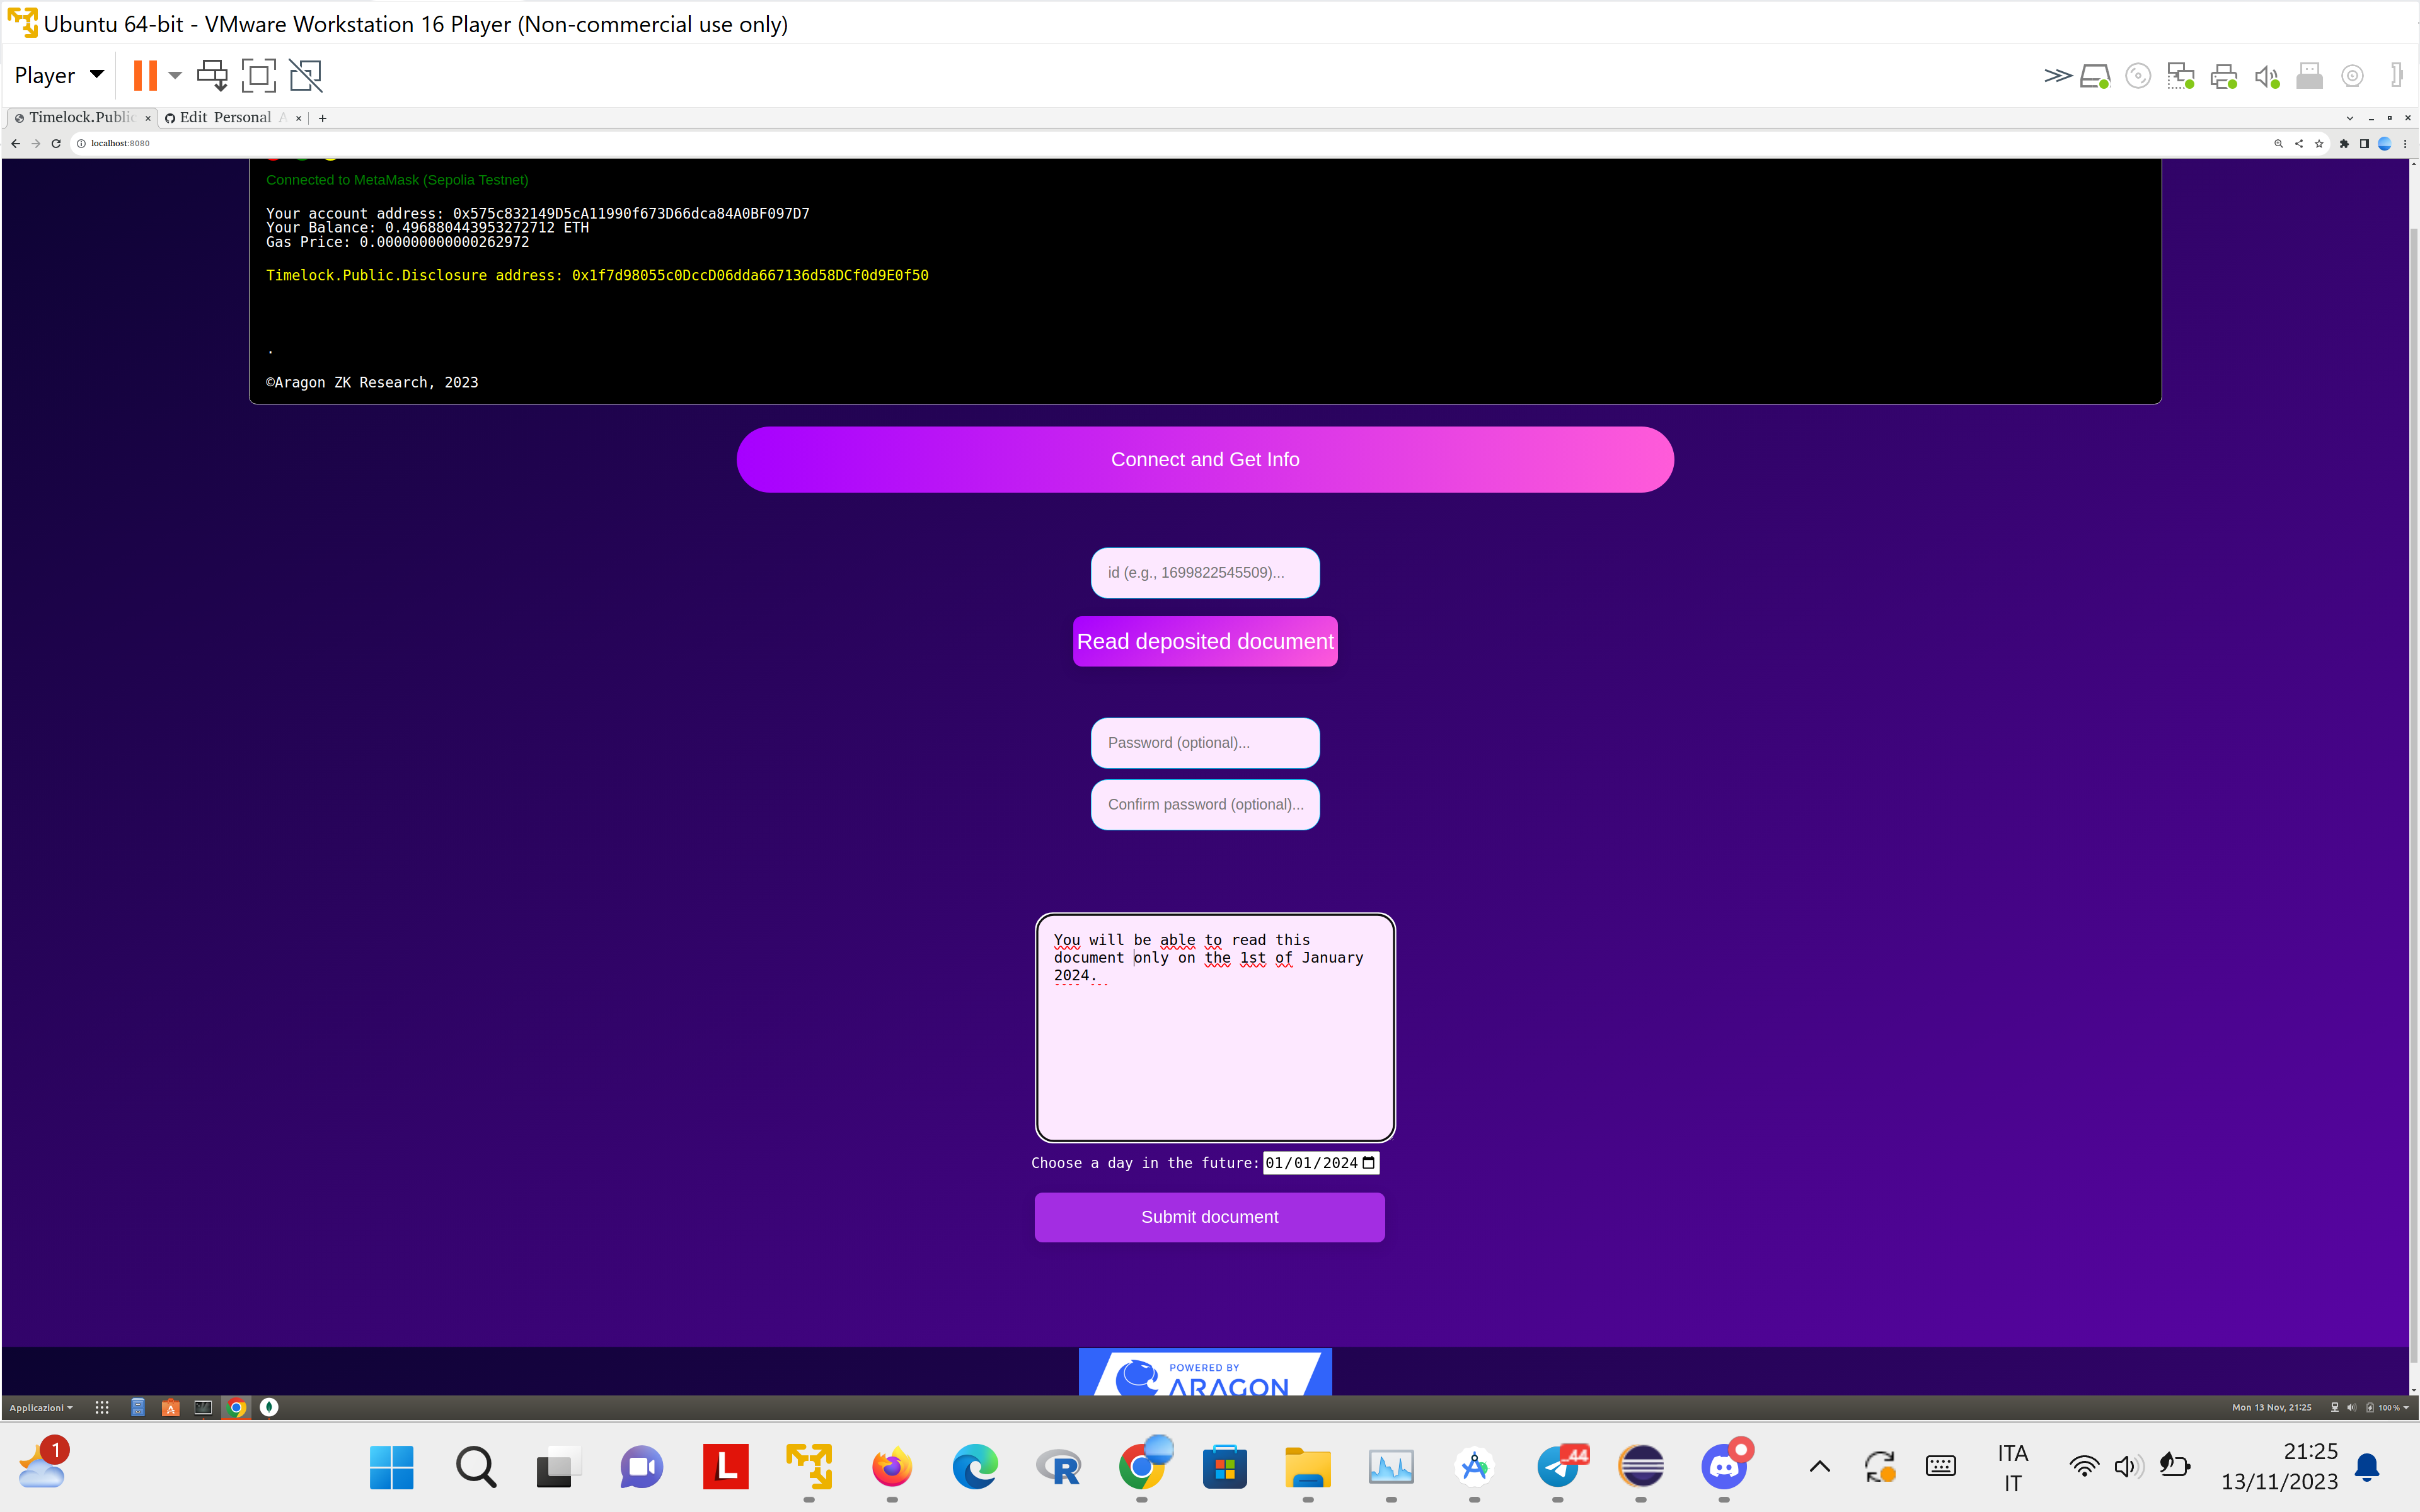 Ubuntu 64-bit - VMware Workstation 16 Player (Non-commercial use only)
Player
Timelock.Public
Edit Personal A
localhost:8080
Connected to MetaMask (Sepolia Testnet)
Your account address: 0x575c832149D5cA11990f673D66dca84A0BF097D7
Your Balance: 0.496880443953272712 ETH
Gas Price: 0.000000000000262972
Timelock.Public.Disclosure address: 0x1f7d98055c0DccD06dda667136d58DCf0d9E0f50
.
©Aragon ZK Research, 2023
Connect and Get Info
id (e.g., 1699822545509)...
Read deposited document
Password (optional)...
Confirm password (optional)...
You will be able to read this
document only on the 1st of January
2024.
Choose a day in the future: 01/01/2024
Submit document
POWERED BY
ARAGON
Applicazioni
Mon 13 Nov, 21:25
100 %
1
L
R
44
ITA
IT
21:25
13/11/2023